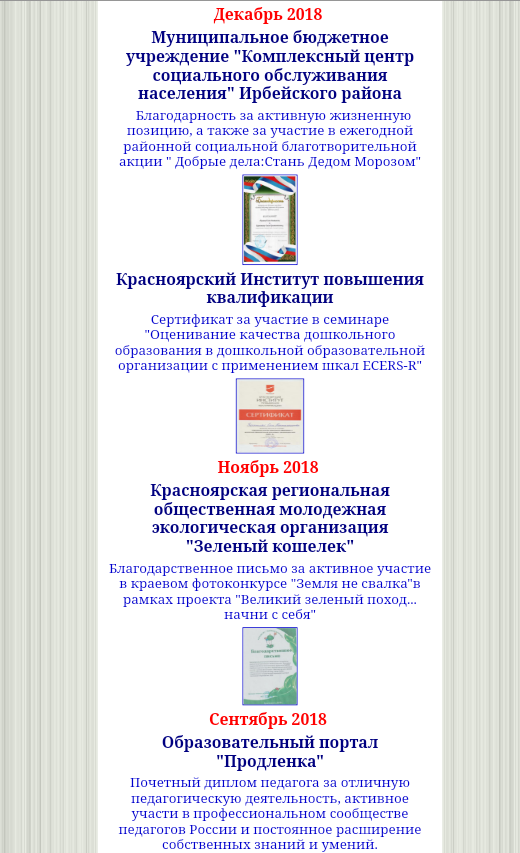 Декабрь 2018
Муниципальное бюджетное
учреждение "Комплексный центр
социального обслуживания
населения" Ирбейского района
Благодарность за активную жизненную
позицию, а также за участие в ежегодной
районной социальной благотворительной
акции " Добрые дела:Стань Дедом Морозом"
Красноярский Институт повышения
квалификации
Сертификат за участие в семинаре
"Оценивание качества дошкольного
образования в дошкольной образовательной
организации с применением шкал ECERS-R"
СЕРТИФИКАТ
Ноябрь 2018
Красноярская региональная
общественная молодежная
экологическая организация
"Зеленый кошелек"
Благодарственное письмо за активное участие
в краевом фотоконкурсе "Земля не свалка"в
рамках проекта "Великий зеленый поход...
начни с себя"
Благодарственное
письмо
Сентябрь 2018
Образовательный портал
"Продленка"
Почетный диплом педагога за отличную
педагогическую деятельность, активное
участи в профессиональном сообществе
педагогов России и постоянное расширение
собственных знаний и умений.